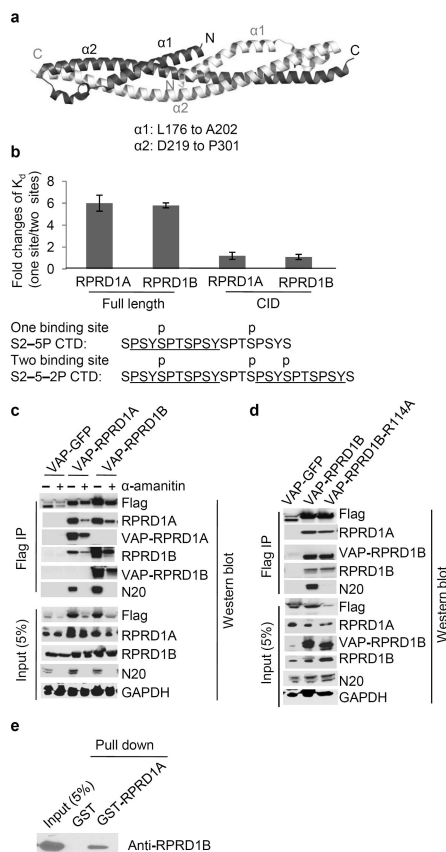 a
N
α1
α1
α2
C
C
N
α2
α1: L176 to A202
α2: D219 to P301
b
Fold changes of Kd
(one site/two sites)
8
6
4
2
0
RPRD1A RPRD1B RPRD1A RPRD1B
Full length CID
One binding site p p
S2–5P CTD: SPSYSPTSPSYSPTSPSYS
Two binding site p p p
S2–5–2P CTD: SPSYSPTSPSYSPTSPSYSPTSPSYS
c
VAP-GFP
VAP-RPRD1A
VAP-RPRD1B
– + – + – + α-amanitin
Flag IP
Flag
RPRD1A
VAP-RPRD1A
RPRD1B
VAP-RPRD1B
N20
Input (5%)
Flag
RPRD1A
RPRD1B
N20
GAPDH
Western blot
d
VAP-GFP
VAP-RPRD1B
VAP-RPRD1B-R114A
Flag IP
Flag
RPRD1A
VAP-RPRD1B
RPRD1B
N20
Input (5%)
Flag
RPRD1A
VAP-RPRD1B
RPRD1B
N20
GAPDH
Western blot
e
Pull down
Input (5%)
GST
GST-RPRD1A
Anti-RPRD1B